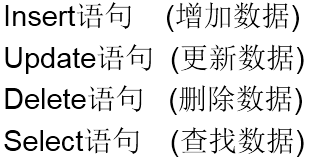 Insert语句 (增加数据)
Update语句 (更新数据)
Delete语句 (删除数据)
Select语句 (查找数据)